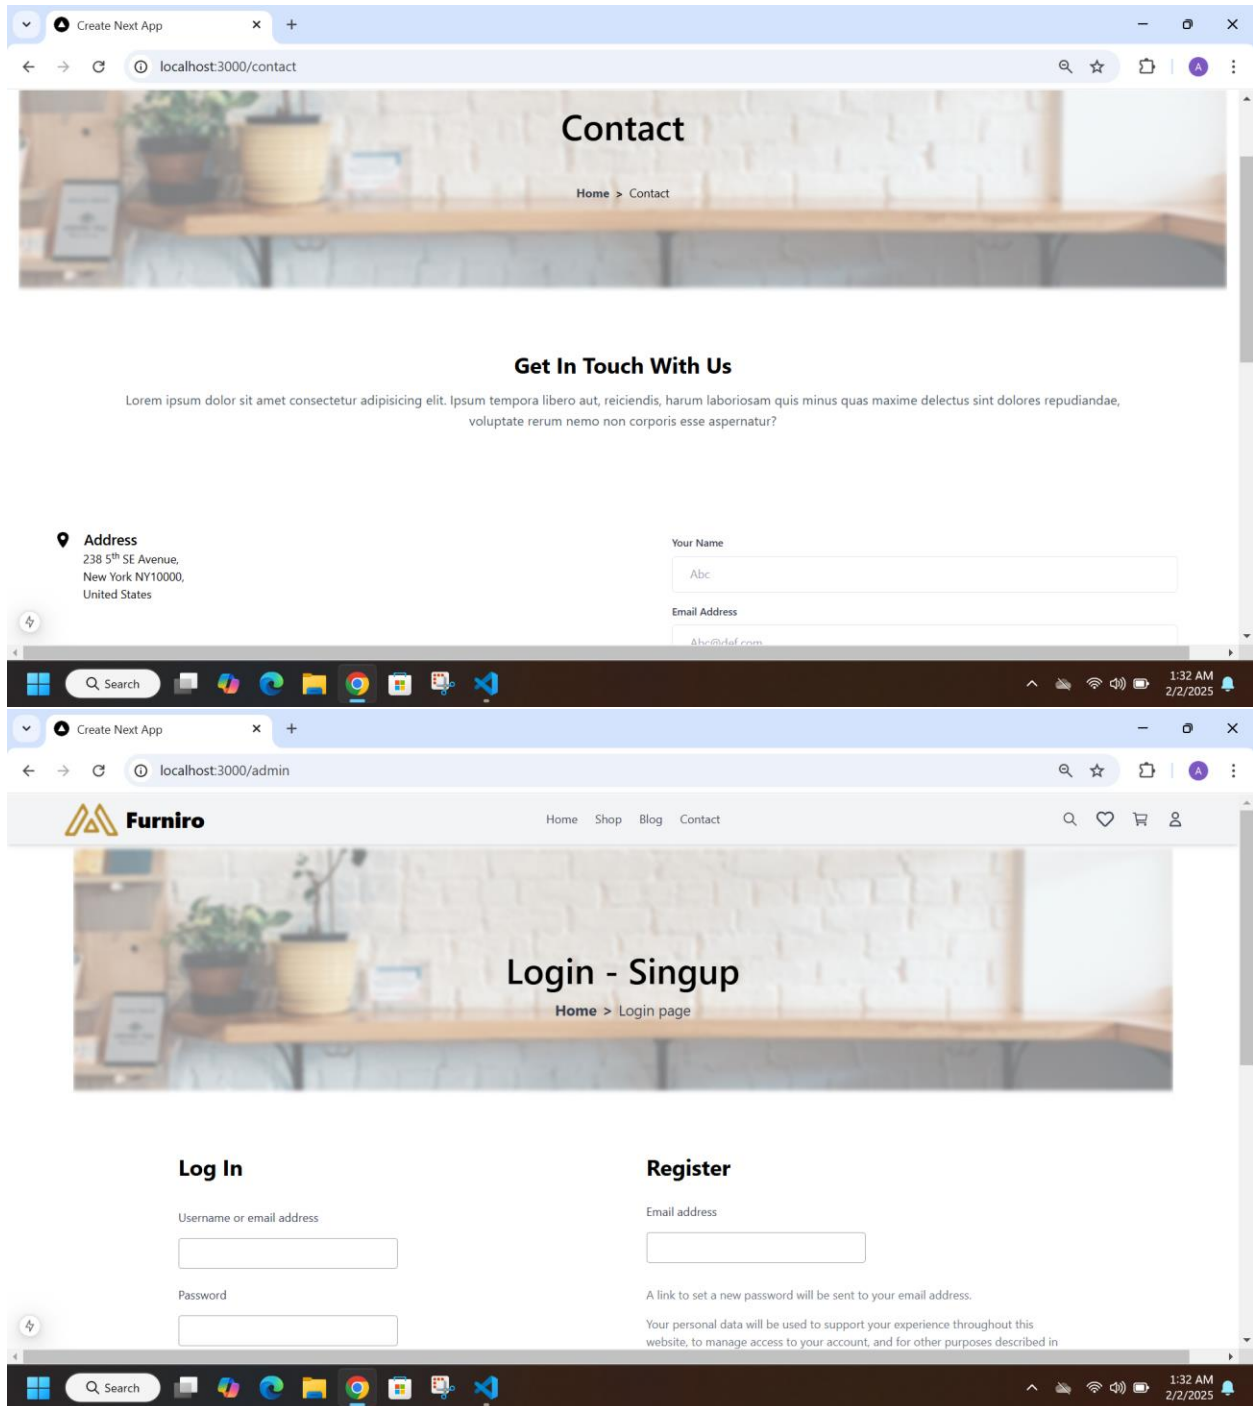 Create Next App
localhost:3000/contact
A
Contact
Home > Contact
Get In Touch With Us
Lorem ipsum dolor sit amet consectetur adipisicing elit. Ipsum tempora libero aut, reiciendis, harum laboriosam quis minus quas maxime delectus sint dolores repudiandae,
voluptate rerum nemo non corporis esse aspernatur?
Address
238 5th SE Avenue,
New York NY10000,
United States
Your Name
Abc
Email Address
Abc@def.com
Search
1:32 AM
2/2/2025
Create Next App
localhost:3000/admin
A
Furniro
Home Shop Blog Contact
Login - Singup
Home > Login page
Log In
Username or email address
Password
Register
Email address
A link to set a new password will be sent to your email address.
Your personal data will be used to support your experience throughout this
website, to manage access to your account, and for other purposes described in
Search
1:32 AM
2/2/2025